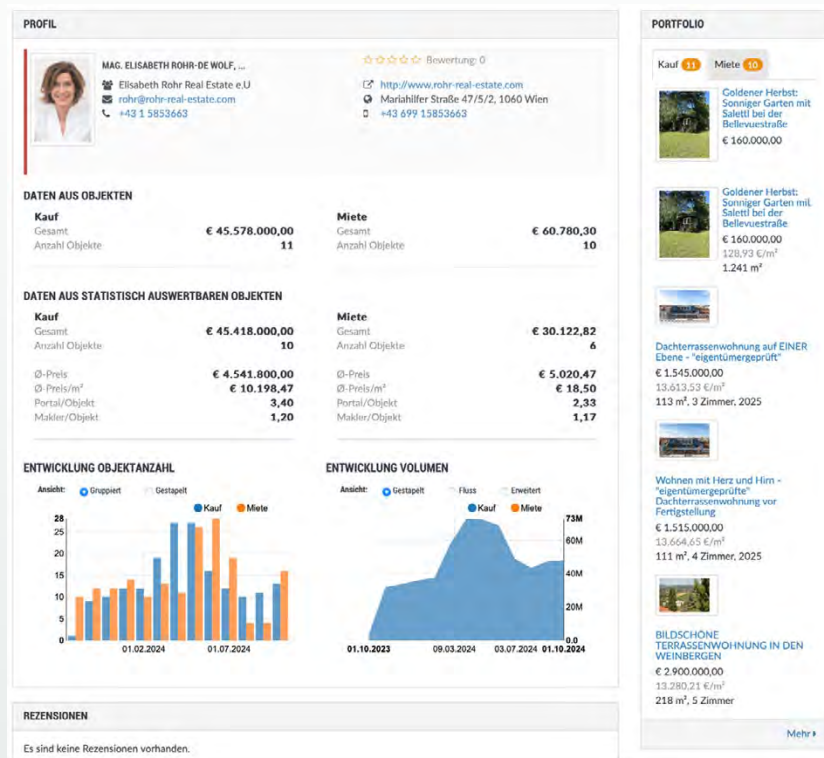 PROFIL
MAG. ELISABETH ROHR-DE WOLF, ...
Elisabeth Rohr Real Estate e.U
rohr@rohr-real-estate.com
+43 1 5853663
Bewertung: 0
http://www.rohr-real-estate.com
Mariahilfer Straße 47/5/2, 1060 Wien
+43 699 15853663
DATEN AUS OBJEKTEN
Kauf
Gesamt € 45.578.000,00
Anzahl Objekte 11
Miete
Gesamt € 60.780,30
Anzahl Objekte 10
DATEN AUS STATISTISCH AUSWERTBAREN OBJEKTEN
Kauf
Gesamt € 45.418.000,00
Anzahl Objekte 10
Ø-Preis € 4.541.800,00
Ø-Preis/m² € 10.198,47
Portal/Objekt 3,40
Makler/Objekt 1,20
Miete
Gesamt € 30.122,82
Anzahl Objekte 6
Ø-Preis € 5.020,47
Ø-Preis/m² € 18,50
Portal/Objekt 2,33
Makler/Objekt 1,17
ENTWICKLUNG OBJEKTANZAHL
Ansicht: Gruppiert Gestapelt
Kauf Miete
28
25
20
15
10
5
0
01.02.2024 01.07.2024
ENTWICKLUNG VOLUMEN
Ansicht: Gestapelt Fluss Erweitert
Kauf Miete
73M
60M
40M
20M
0.0
01.10.2023 09.03.2024 03.07.2024 01.10.2024
REZENSIONEN
Es sind keine Rezensionen vorhanden.
PORTFOLIO
Kauf 11 Miete 10
Goldener Herbst:
Sonniger Garten mit
Salettl bei der
Bellevuestraße
€ 160.000,00
Goldener Herbst:
Sonniger Garten mit
Salettl bei der
Bellevuestraße
€ 160.000,00
128,93 €/m²
1.241 m²
Dachterrassenwohnung auf EINER
Ebene - "eigentümergeprüft"
€ 1.545.000,00
13.613,53 €/m²
113 m², 3 Zimmer, 2025
Wohnen mit Herz und Hirn -
"eigentümergeprüfte"
Dachterrassenwohnung vor
Fertigstellung
€ 1.515.000,00
13.664,65 €/m²
111 m², 4 Zimmer, 2025
BILDSCHÖNE
TERRASSENWOHNUNG IN DEN
WEINBERGEN
€ 2.900.000,00
13.280,21 €/m²
218 m², 5 Zimmer
Mehr